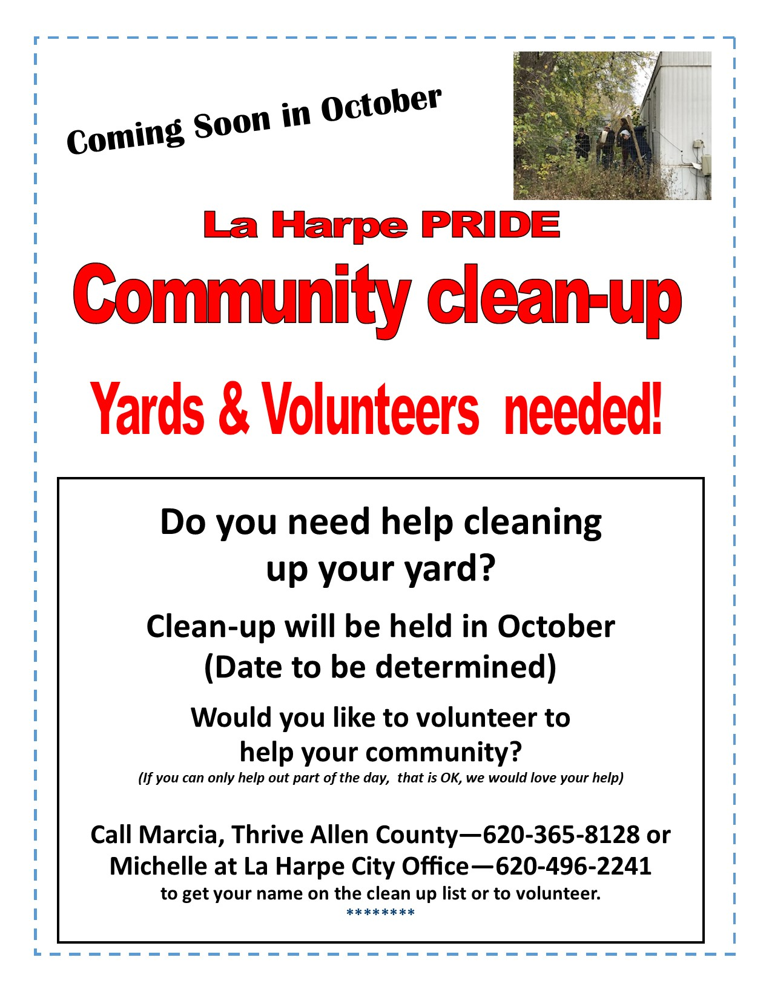 Coming Soon in October
La Harpe PRIDE
Community clean-up
Yards & Volunteers needed!
Do you need help cleaning
up your yard?
Clean-up will be held in October
(Date to be determined)
Would you like to volunteer to
help your community?
(If you can only help out part of the day, that is OK, we would love your help)
Call Marcia, Thrive Allen County—620-365-8128 or
Michelle at La Harpe City Office—620-496-2241
to get your name on the clean up list or to volunteer.
********